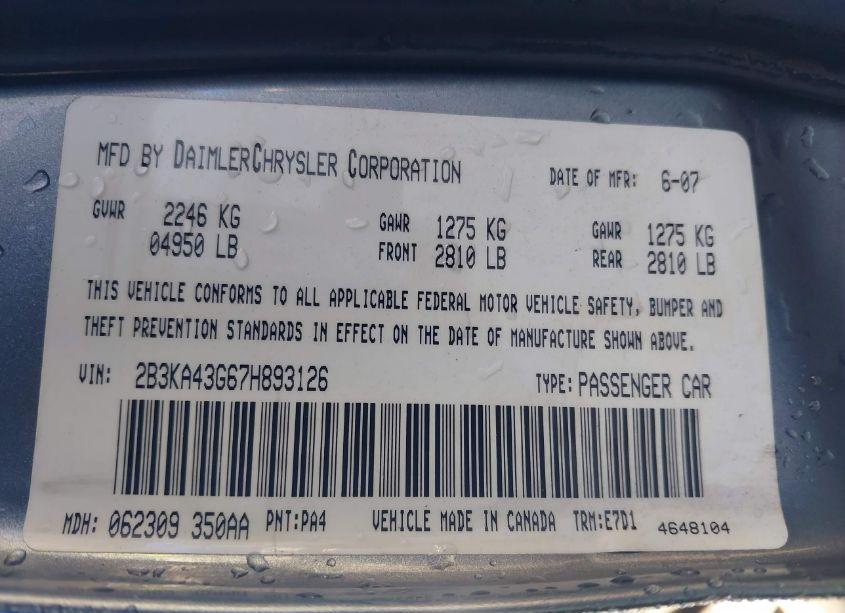 MFD BY DAIMLERCHRYSLER CORPORATION DATE OF MFR: 6-07
GVWR 2246 KG GAWR 1275 KG GAWR 1275 KG
04950 LB FRONT 2810 LB REAR 2810 LB
THIS VEHICLE CONFORMS TO ALL APPLICABLE FEDERAL MOTOR VEHICLE SAFETY, BUMPER AND
THEFT PREVENTION STANDARDS IN EFFECT ON THE DATE OF MANUFACTURE SHOWN ABOVE.
VIN: 2B3KA43G67H893126 TYPE: PASSENGER CAR
MDH: 062309 350AA PNT:PA4 VEHICLE MADE IN CANADA TRM:E7D1 4648104